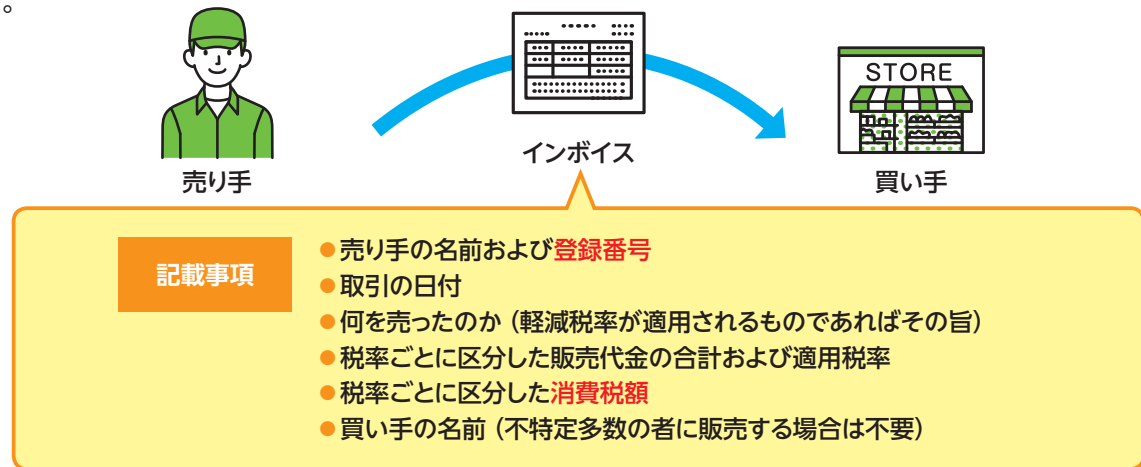 。
STORE
インボイス
売り手
買い手
記載事項
●売り手の名前および登録番号
●取引の日付
●何を売ったのか（軽減税率が適用されるものであればその旨）
●税率ごとに区分した販売代金の合計および適用税率
●税率ごとに区分した消費税額
●買い手の名前（不特定多数の者に販売する場合は不要）